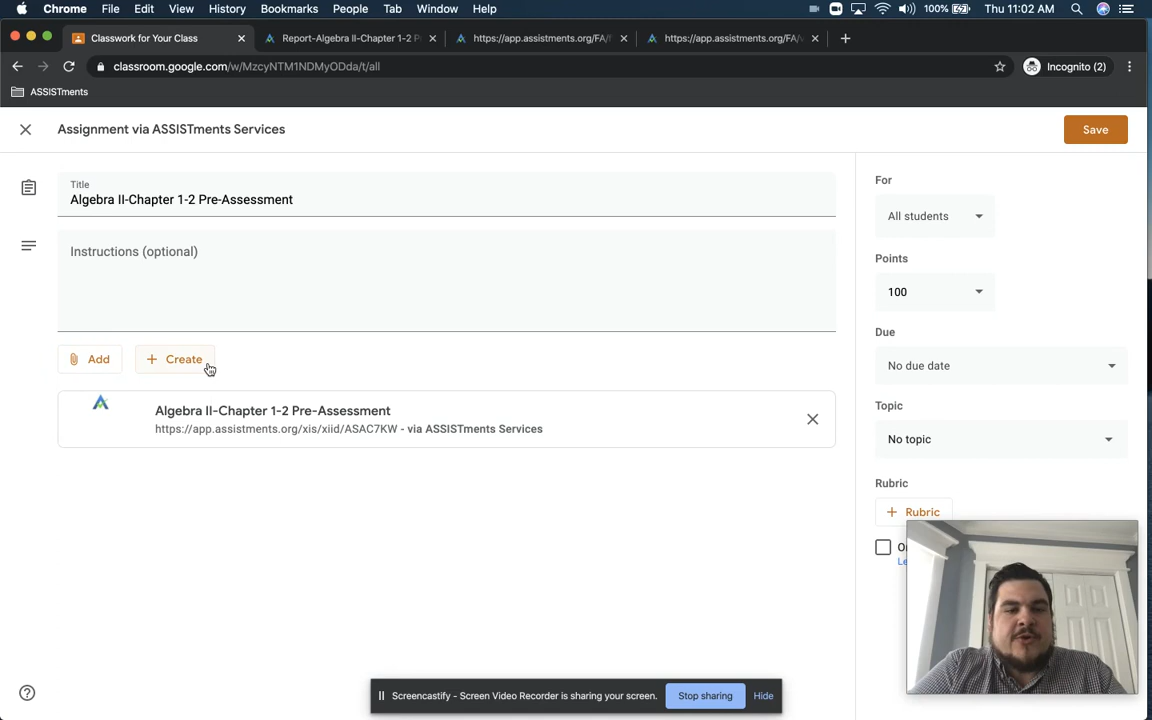 Chrome File Edit View History Bookmarks People Tab Window Help 100% Thu 11:02 AM
Classwork for Your Class Report-Algebra II-Chapter 1-2 P https://app.assistments.org/FA/ https://app.assistments.org/FA/
classroom.google.com/w/MzcyNTM1NDMyODda/t/all Incognito (2)
ASSISTments
Assignment via ASSISTments Services Save
Title
Algebra II-Chapter 1-2 Pre-Assessment
Instructions (optional)
Add Create
Algebra II-Chapter 1-2 Pre-Assessment
https://app.assistments.org/xis/xiid/ASAC7KW - via ASSISTments Services
For
All students
Points
100
Due
No due date
Topic
No topic
Rubric
Rubric
Le
Screencastify - Screen Video Recorder is sharing your screen. Stop sharing Hide